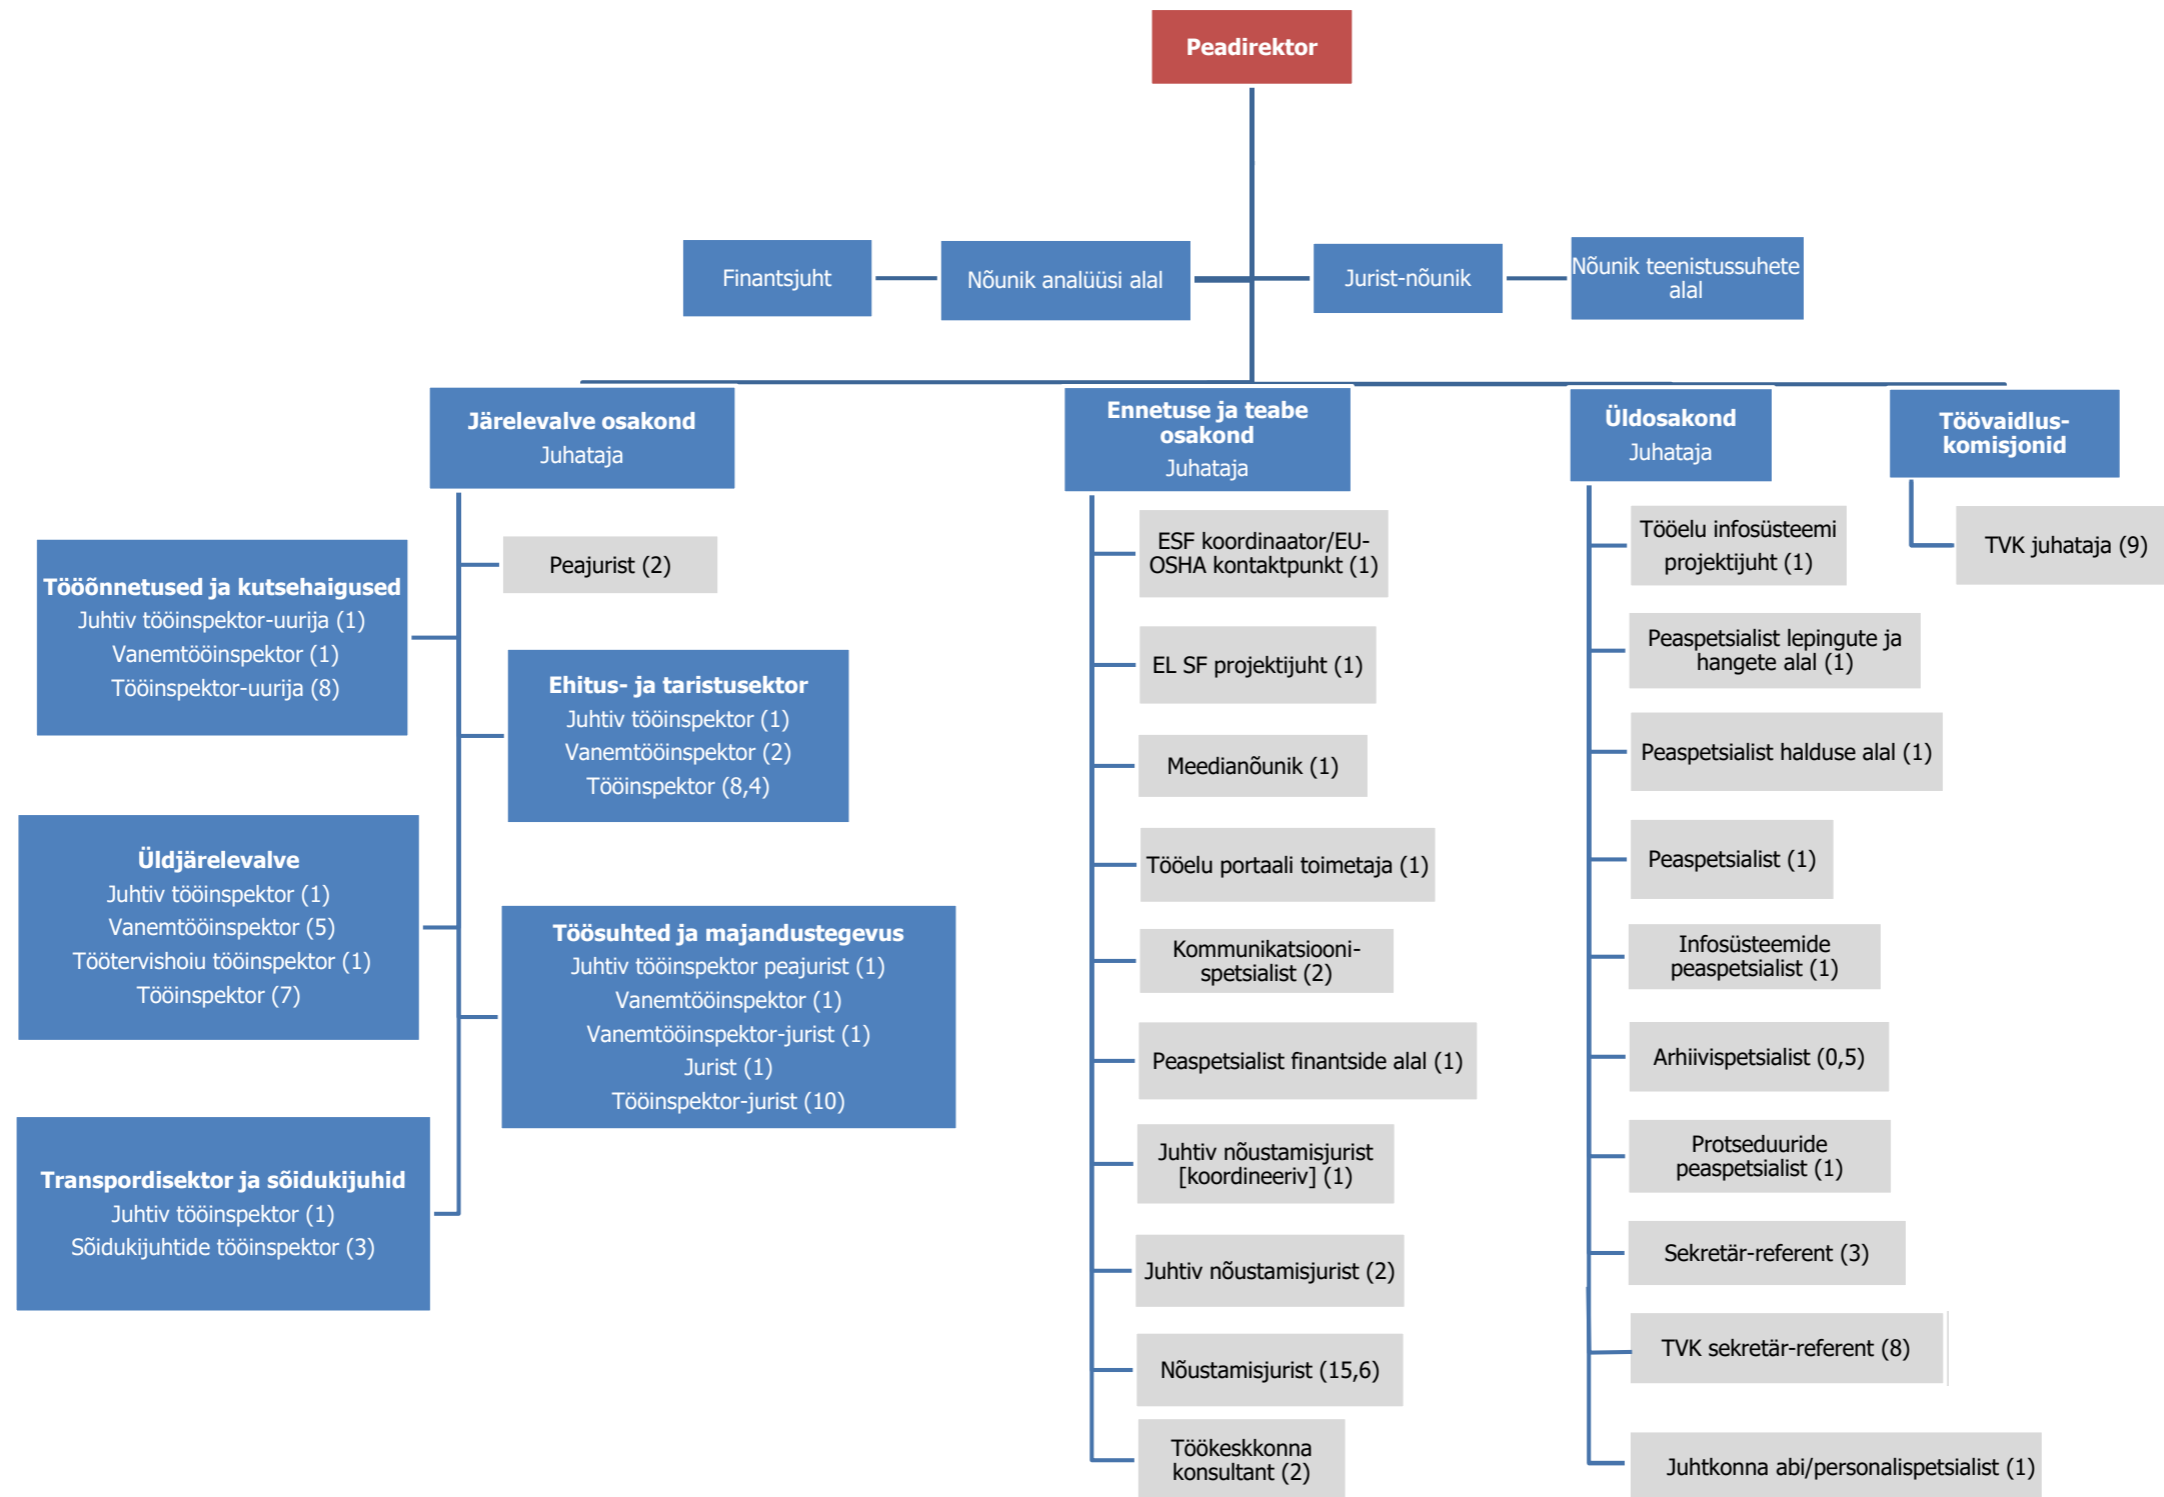 Peadirektor
Finantsjuht
Nõunik analüüsi alal
Jurist-nõunik
Nõunik teenistussuhete
alal
Järelevalve osakond
Juhataja
Peajurist (2)
Tööõnnetused ja kutsehaigused
Juhtiv tööinspektor-uurija (1)
Vanemtööinspektor (1)
Tööinspektor-uurija (8)
Ehitus- ja taristusektor
Juhtiv tööinspektor (1)
Vanemtööinspektor (2)
Tööinspektor (8,4)
Üldjärelevalve
Juhtiv tööinspektor (1)
Vanemtööinspektor (5)
Töötervishoiu tööinspektor (1)
Tööinspektor (7)
Töösuhted ja majandustegevus
Juhtiv tööinspektor peajurist (1)
Vanemtööinspektor (1)
Vanemtööinspektor-jurist (1)
Jurist (1)
Tööinspektor-jurist (10)
Transpordisektor ja sõidukijuhid
Juhtiv tööinspektor (1)
Sõidukijuhtide tööinspektor (3)
Ennetuse ja teabe
osakond
Juhataja
ESF koordinaator/EU-
OSHA kontaktpunkt (1)
EL SF projektijuht (1)
Meedianõunik (1)
Tööelu portaali toimetaja (1)
Kommunikatsiooni-
spetsialist (2)
Peaspetsialist finantside alal (1)
Juhtiv nõustamisjurist
[koordineeriv] (1)
Juhtiv nõustamisjurist (2)
Nõustamisjurist (15,6)
Töökeskkonna
konsultant (2)
Üldosakond
Juhataja
Tööelu infosüsteemi
projektijuht (1)
Peaspetsialist lepingute ja
hangete alal (1)
Peaspetsialist halduse alal (1)
Peaspetsialist (1)
Infosüsteemide
peaspetsialist (1)
Arhiivispetsialist (0,5)
Protseduuride
peaspetsialist (1)
Sekretär-referent (3)
TVK sekretär-referent (8)
Juhtkonna abi/personalispetsialist (1)
Töövaidlus-
komisjonid
TVK juhataja (9)